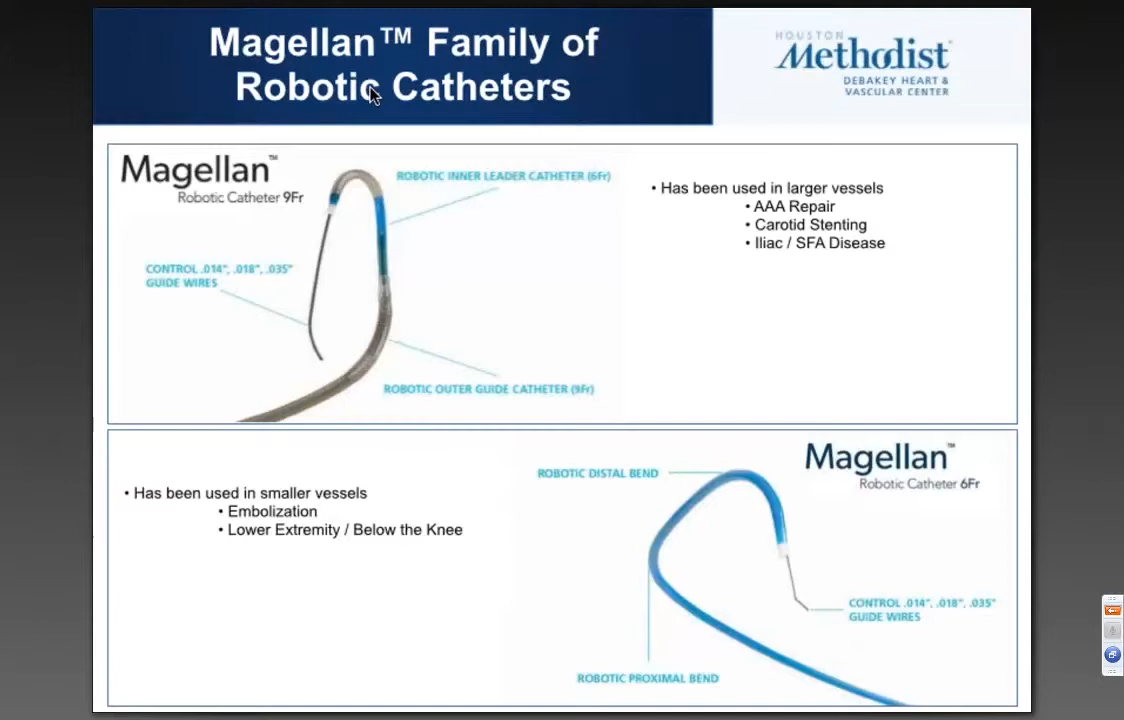 Magellan™ Family of
Robotic Catheters
HOUSTON
Methodist
DEBAKEY HEART &
VASCULAR CENTER
Magellan™
Robotic Catheter 9Fr
ROBOTIC INNER LEADER CATHETER (6Fr)
CONTROL .014", .018", .035"
GUIDE WIRES
ROBOTIC OUTER GUIDE CATHETER (9Fr)
• Has been used in larger vessels
• AAA Repair
• Carotid Stenting
• Iliac / SFA Disease
• Has been used in smaller vessels
• Embolization
• Lower Extremity / Below the Knee
Magellan™
Robotic Catheter 6Fr
ROBOTIC DISTAL BEND
CONTROL .014", .018", .035"
GUIDE WIRES
ROBOTIC PROXIMAL BEND